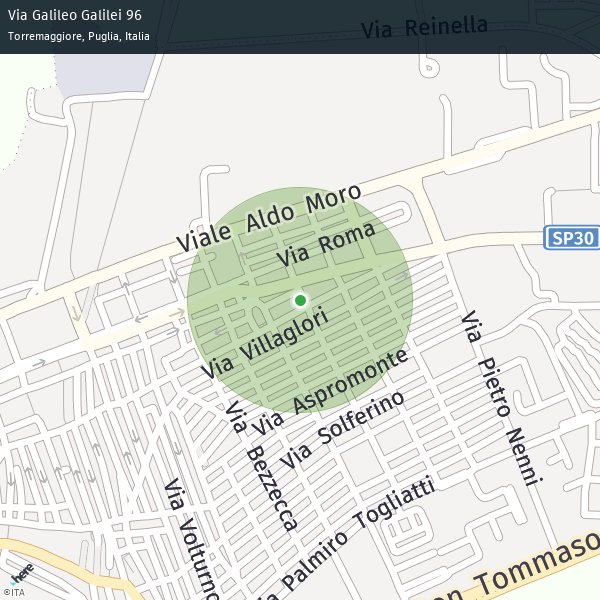 Via Galileo Galilei 96
Torremaggiore, Puglia, Italia
Via Reinella
Viale Aldo Moro
Via Roma
SP30
Via Villaglori
Via Pietro Nenni
Via Aspromonte
Via Solferino
Via Bezzecca
Via Volturno
Via Palmiro Togliatti
on Tommaso
here
©ITA